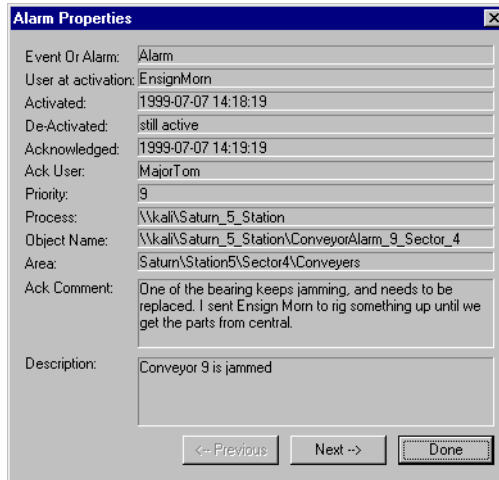 Alarm Properties
Event Or Alarm: Alarm
User at activation: EnsignMorn
Activated: 1999-07-07 14:18:19
De-Activated: still active
Acknowledged: 1999-07-07 14:19:19
Ack User: MajorTom
Priority: 9
Process: \\kali\Saturn_5_Station
Object Name: \\kali\Saturn_5_Station\ConveyorAlarm_9_Sector_4
Area: Saturn\Station5\Sector4\Conveyers
Ack Comment: One of the bearing keeps jamming, and needs to be
replaced. I sent Ensign Morn to rig something up until we
get the parts from central.
Description: Conveyor 9 is jammed
<-- Previous Next --> Done